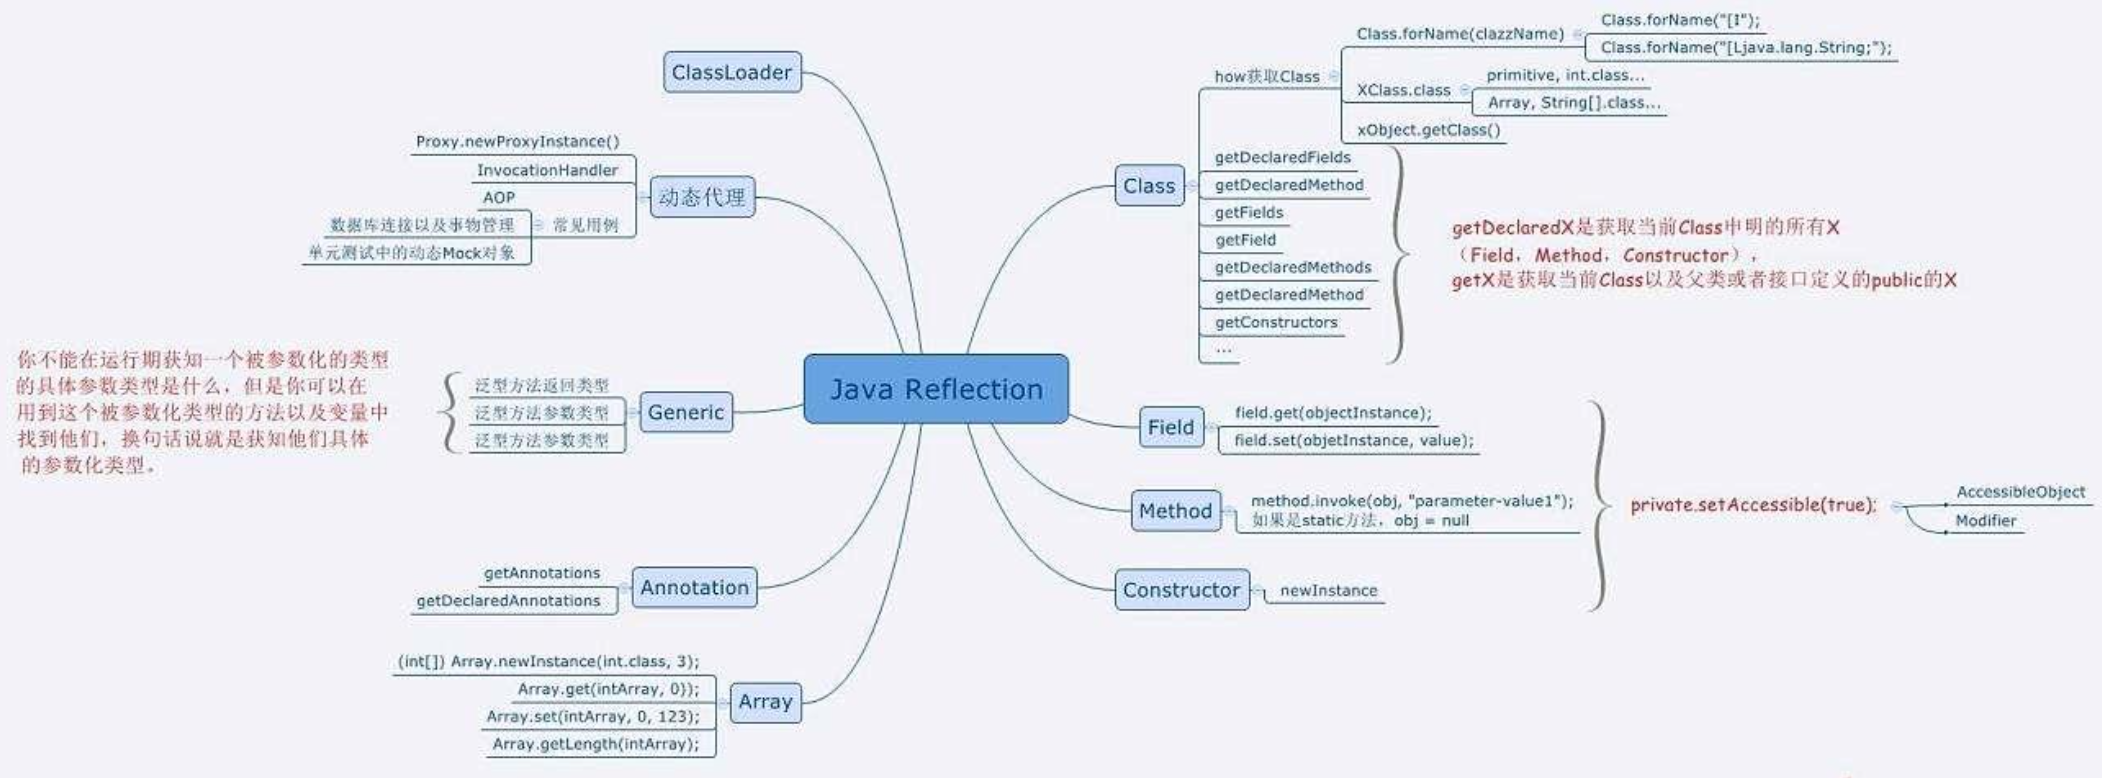 Java Reflection
ClassLoader
动态代理
Proxy.newProxyInstance()
InvocationHandler
常见用例
AOP
数据库连接以及事物管理
单元测试中的动态Mock对象
Generic
泛型方法返回类型
泛型方法参数类型
泛型方法参数类型
你不能在运行期获知一个被参数化的类型
的具体参数类型是什么，但是你可以在
用到这个被参数化类型的方法以及变量中
找到他们，换句话说就是获知他们具体
的参数化类型。
Annotation
getAnnotations
getDeclaredAnnotations
Array
(int[]) Array.newInstance(int.class, 3);
Array.get(intArray, 0));
Array.set(intArray, 0, 123);
Array.getLength(intArray);
Class
how获取Class
Class.forName(clazzName)
Class.forName("[I");
Class.forName("[Ljava.lang.String;");
XClass.class
primitive, int.class...
Array, String[].class...
xObject.getClass()
getDeclaredFields
getDeclaredMethod
getFields
getField
getDeclaredMethods
getDeclaredMethod
getConstructors
...
getDeclaredX是获取当前Class申明的所有X
（Field，Method，Constructor），
getX是获取当前Class以及父类或者接口定义的public的X
Field
field.get(objectInstance);
field.set(objetInstance, value);
Method
method.invoke(obj, "parameter-value1");
如果是static方法，obj = null
Constructor
newInstance
private.setAccessible(true);
AccessibleObject
Modifier